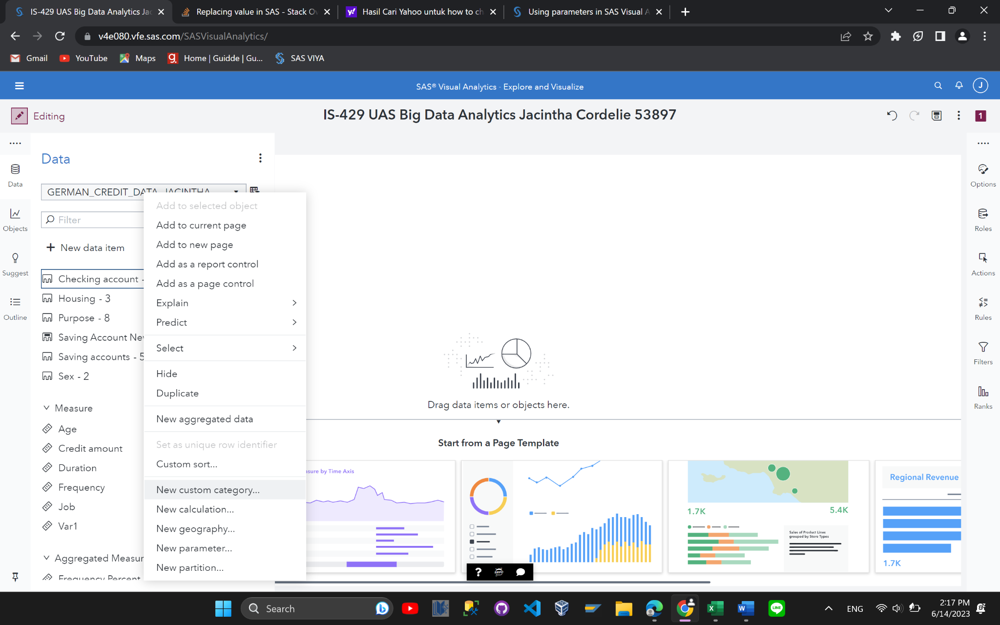 IS-429 UAS Big Data Analytics Jac
Replacing value in SAS - Stack Ov
Hasil Cari Yahoo untuk how to ch
Using parameters in SAS Visual A
v4e080.vfe.sas.com/SASVisualAnalytics/
Gmail
YouTube
Maps
Home | Guidde | Gu...
SAS VIYA
SAS® Visual Analytics - Explore and Visualize
J
Editing
IS-429 UAS Big Data Analytics Jacintha Cordelie 53897
1
Data
Data
Objects
Suggest
Outline
GERMAN_CREDIT_DATA_JACINTHA
Filter
New data item
Checking account -
Housing - 3
Purpose - 8
Saving Account New
Saving accounts - 5
Sex - 2
Measure
Age
Credit amount
Duration
Frequency
Job
Var1
Aggregated Measur
Frequency Percent
Add to selected object
Add to current page
Add to new page
Add as a report control
Add as a page control
Explain
Predict
Select
Hide
Duplicate
New aggregated data
Set as unique row identifier
Custom sort...
New custom category...
New calculation...
New geography...
New parameter...
New partition...
Drag data items or objects here.
Start from a Page Template
asure by Time Axis
1.7K
5.4K
Sales of Product Lines
grouped by Store Types
Regional Revenue
1.7K
Options
Roles
Actions
Rules
Filters
Ranks
?
jupyter
Search
LINE
ENG
2:17 PM
6/14/2023